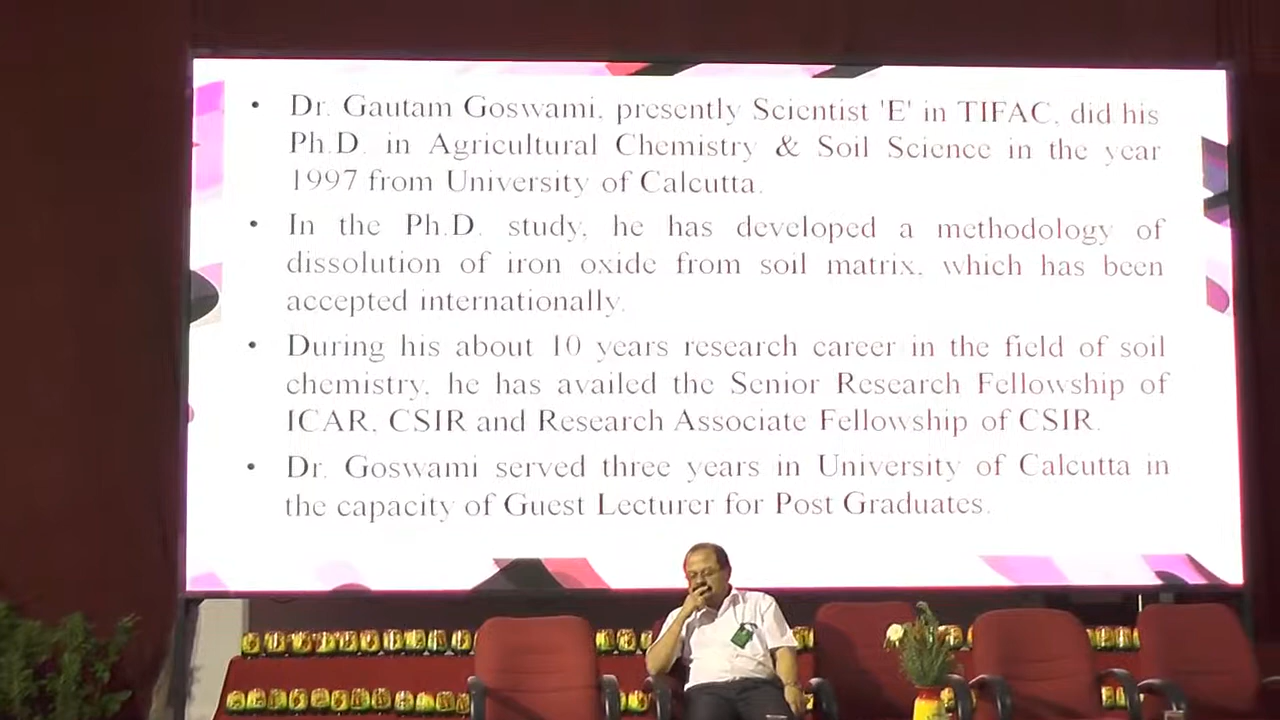 • Dr. Gautam Goswami, presently Scientist 'E' in TIFAC, did his
Ph.D. in Agricultural Chemistry & Soil Science in the year
1997 from University of Calcutta.
• In the Ph.D. study, he has developed a methodology of
dissolution of iron oxide from soil matrix, which has been
accepted internationally.
• During his about 10 years research career in the field of soil
chemistry, he has availed the Senior Research Fellowship of
ICAR, CSIR and Research Associate Fellowship of CSIR.
• Dr. Goswami served three years in University of Calcutta in
the capacity of Guest Lecturer for Post Graduates.